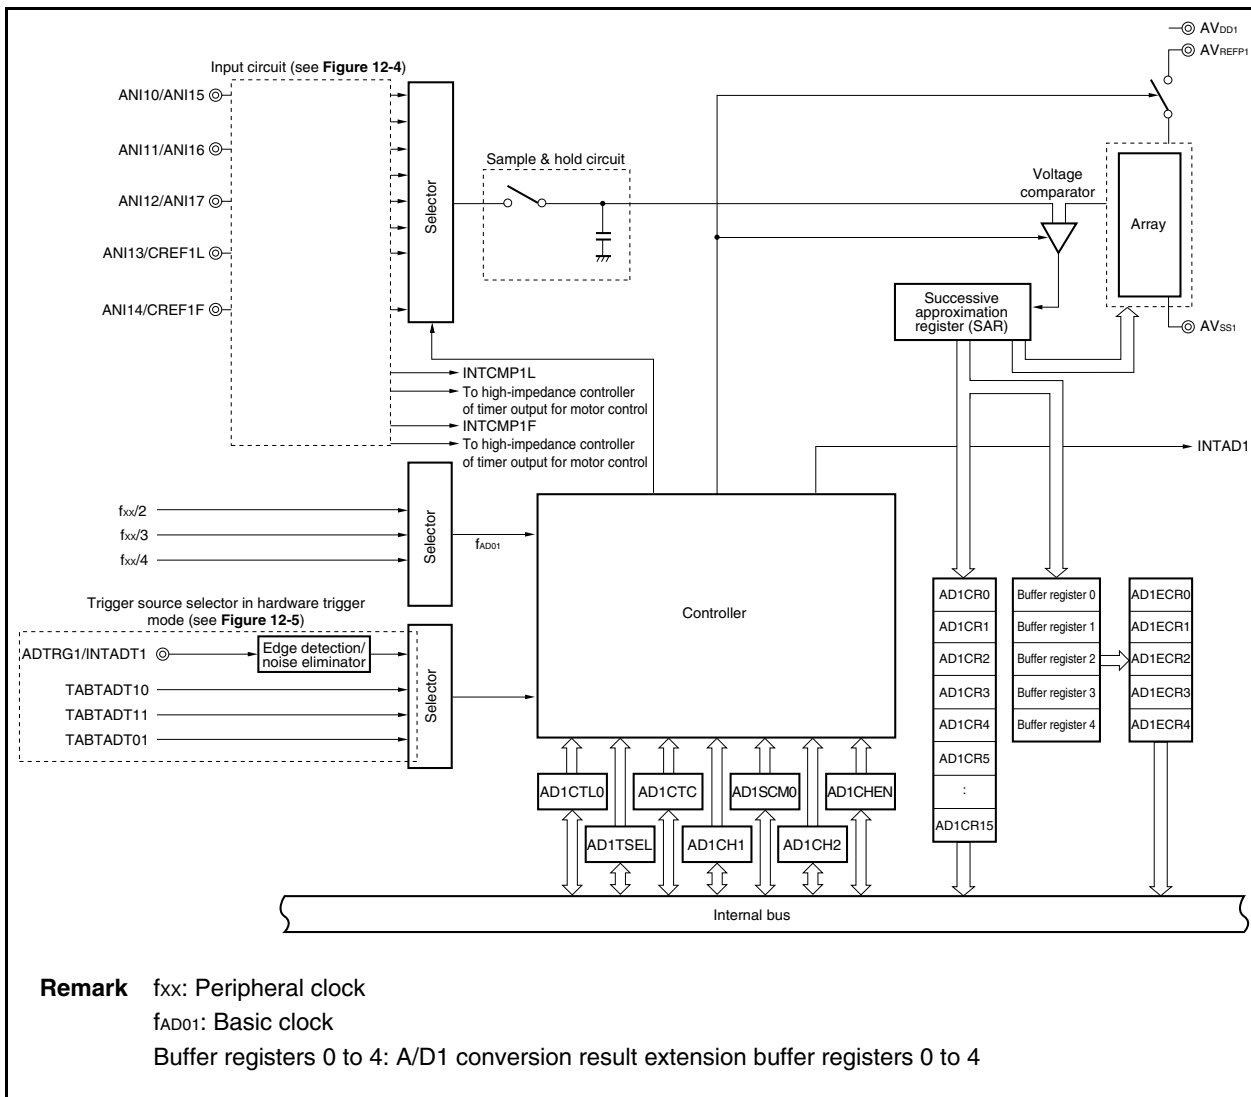 AVDD1
AVREFP1
Input circuit (see Figure 12-4)
ANI10/ANI15
ANI11/ANI16
ANI12/ANI17
ANI13/CREF1L
ANI14/CREF1F
Selector
Sample & hold circuit
Voltage
comparator
Array
Successive
approximation
register (SAR)
AVSS1
INTCMP1L
To high-impedance controller
of timer output for motor control
INTCMP1F
To high-impedance controller
of timer output for motor control
INTAD1
fxx/2
fxx/3
fxx/4
Selector
fAD01
Controller
Trigger source selector in hardware trigger
mode (see Figure 12-5)
ADTRG1/INTADT1
Edge detection/
noise eliminator
TABTADT10
TABTADT11
TABTADT01
Selector
AD1CR0
AD1CR1
AD1CR2
AD1CR3
AD1CR4
AD1CR5
:
AD1CR15
Buffer register 0
Buffer register 1
Buffer register 2
Buffer register 3
Buffer register 4
AD1ECR0
AD1ECR1
AD1ECR2
AD1ECR3
AD1ECR4
AD1CTL0
AD1CTC
AD1SCM0
AD1CHEN
AD1TSEL
AD1CH1
AD1CH2
Internal bus
Remark fxx: Peripheral clock
fAD01: Basic clock
Buffer registers 0 to 4: A/D1 conversion result extension buffer registers 0 to 4